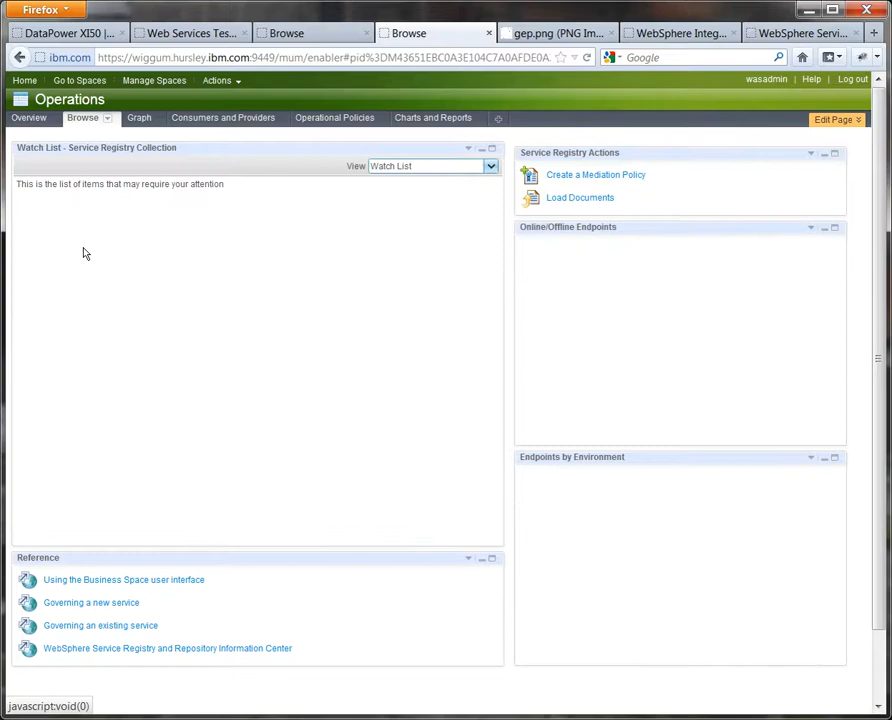 Firefox
DataPower XI50 | ...
Web Services Tes...
Browse
Browse
gep.png (PNG Im...
WebSphere Integ...
WebSphere Servi...
ibm.com
https://wiggum.hursley.ibm.com:9449/mum/enabler#pid%3DM43651EBC0A3E104C7A0AFDE0A
Google
Home
Go to Spaces
Manage Spaces
Actions
wasadmin
Help
Log out
Operations
Overview
Browse
Graph
Consumers and Providers
Operational Policies
Charts and Reports
Edit Page
Watch List - Service Registry Collection
View
Watch List
This is the list of items that may require your attention
Service Registry Actions
Create a Mediation Policy
Load Documents
Online/Offline Endpoints
Endpoints by Environment
Reference
Using the Business Space user interface
Governing a new service
Governing an existing service
WebSphere Service Registry and Repository Information Center
javascript:void(0)